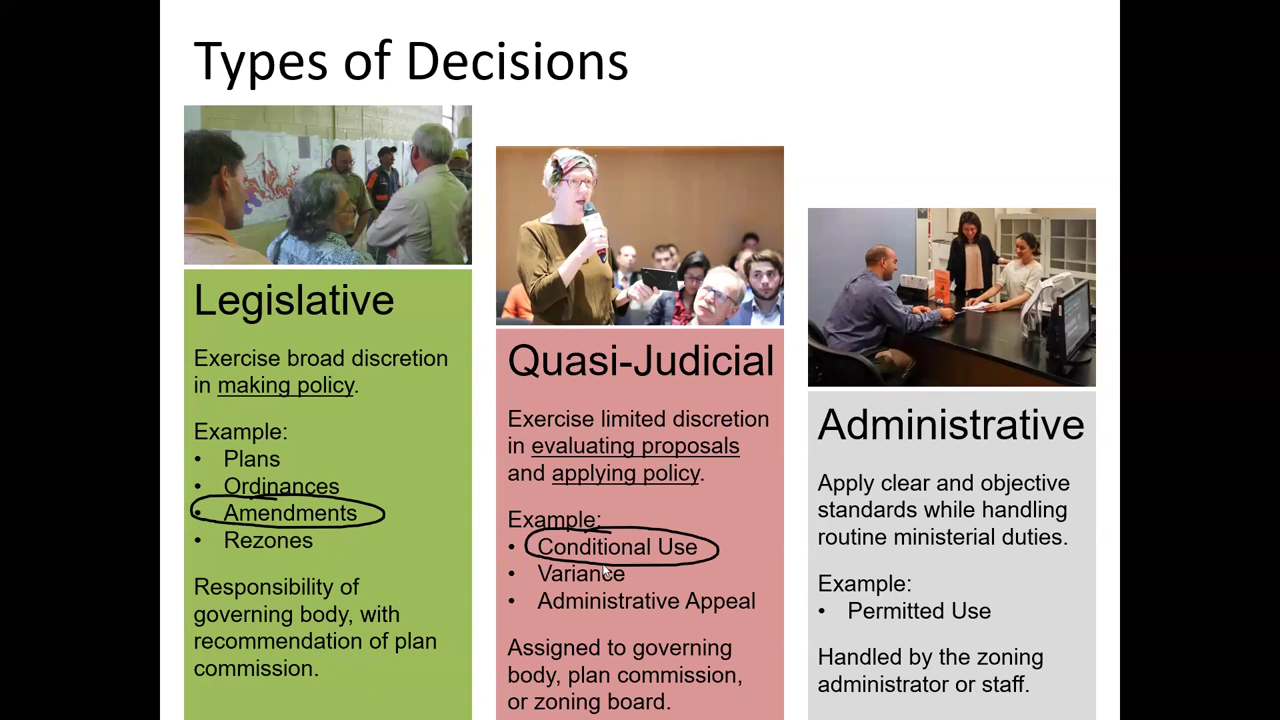 Types of Decisions
Legislative
Exercise broad discretion
in making policy.
Example:
• Plans
• Ordinances
• Amendments
• Rezones
Responsibility of
governing body, with
recommendation of plan
commission.
Quasi-Judicial
Exercise limited discretion
in evaluating proposals
and applying policy.
Example:
• Conditional Use
• Variance
• Administrative Appeal
Assigned to governing
body, plan commission,
or zoning board.
Administrative
Apply clear and objective
standards while handling
routine ministerial duties.
Example:
• Permitted Use
Handled by the zoning
administrator or staff.